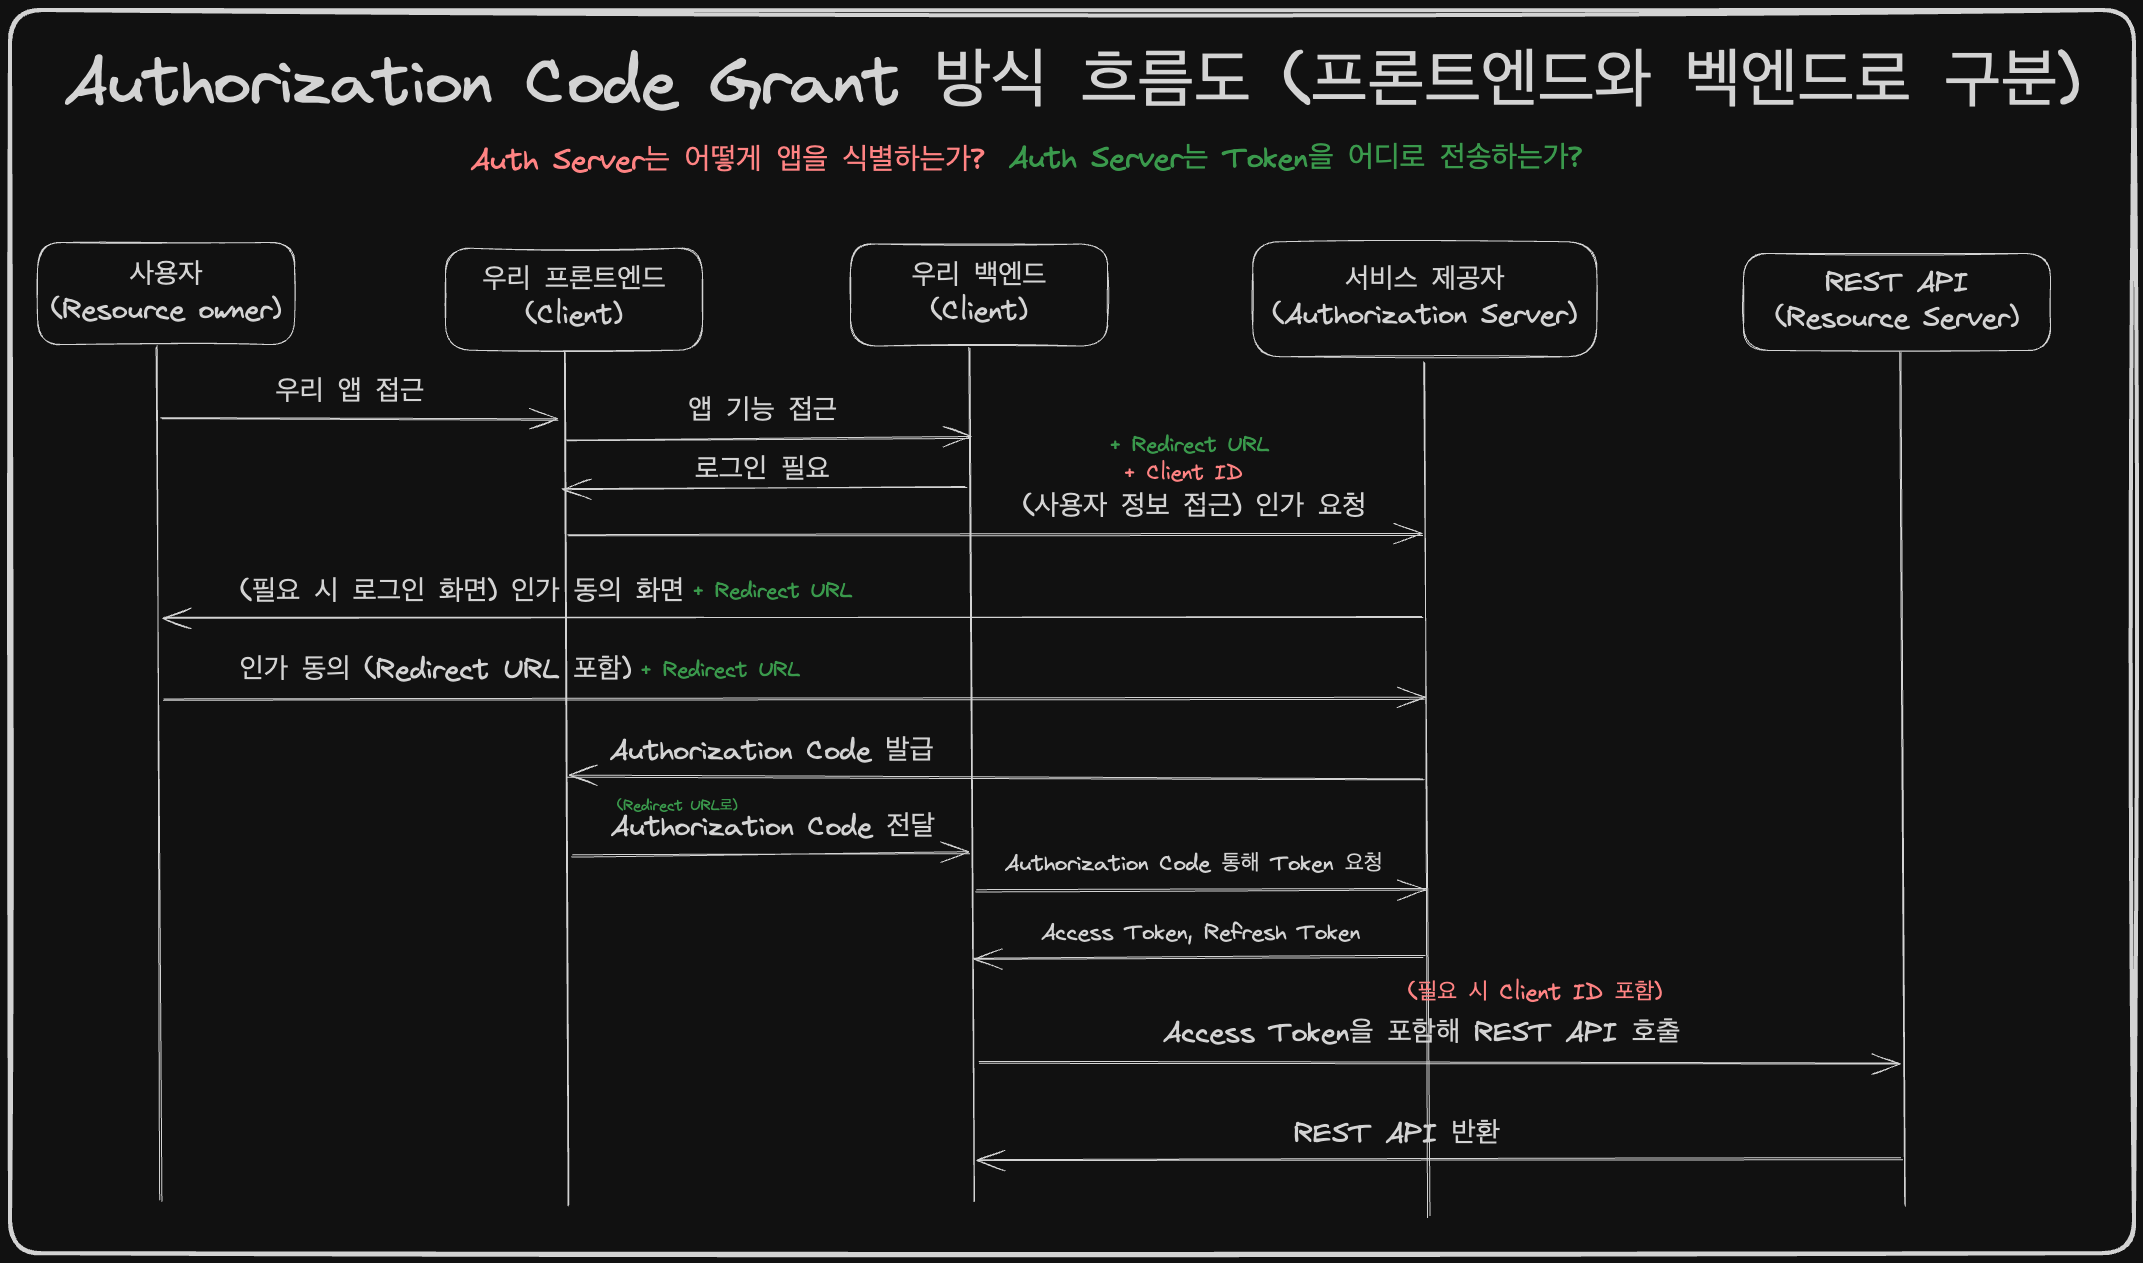 Authorization Code Grant 방식 흐름도 (프론트엔드와 벡엔드로 구분)
Auth Server는 어떻게 앱을 식별하는가? Auth Server는 Token을 어디로 전송하는가?
사용자
(Resource owner)
우리 프론트엔드
(Client)
우리 백엔드
(Client)
서비스 제공자
(Authorization Server)
REST API
(Resource Server)
우리 앱 접근
앱 기능 접근
로그인 필요
+ Redirect URL
+ Client ID
(사용자 정보 접근) 인가 요청
(필요 시 로그인 화면) 인가 동의 화면 + Redirect URL
인가 동의 (Redirect URL 포함) + Redirect URL
Authorization Code 발급
(Redirect URL로)
Authorization Code 전달
Authorization Code 통해 Token 요청
Access Token, Refresh Token
(필요 시 Client ID 포함)
Access Token을 포함해 REST API 호출
REST API 반환